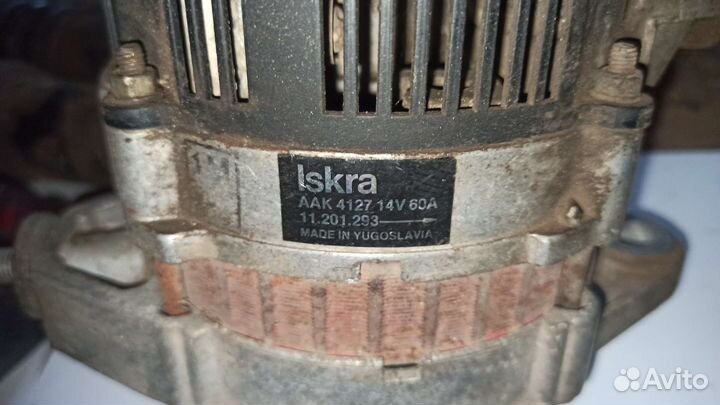 Iskra
AAK 4127 14V 60A
11.201.293
MADE IN YUGOSLAVIA
Avito